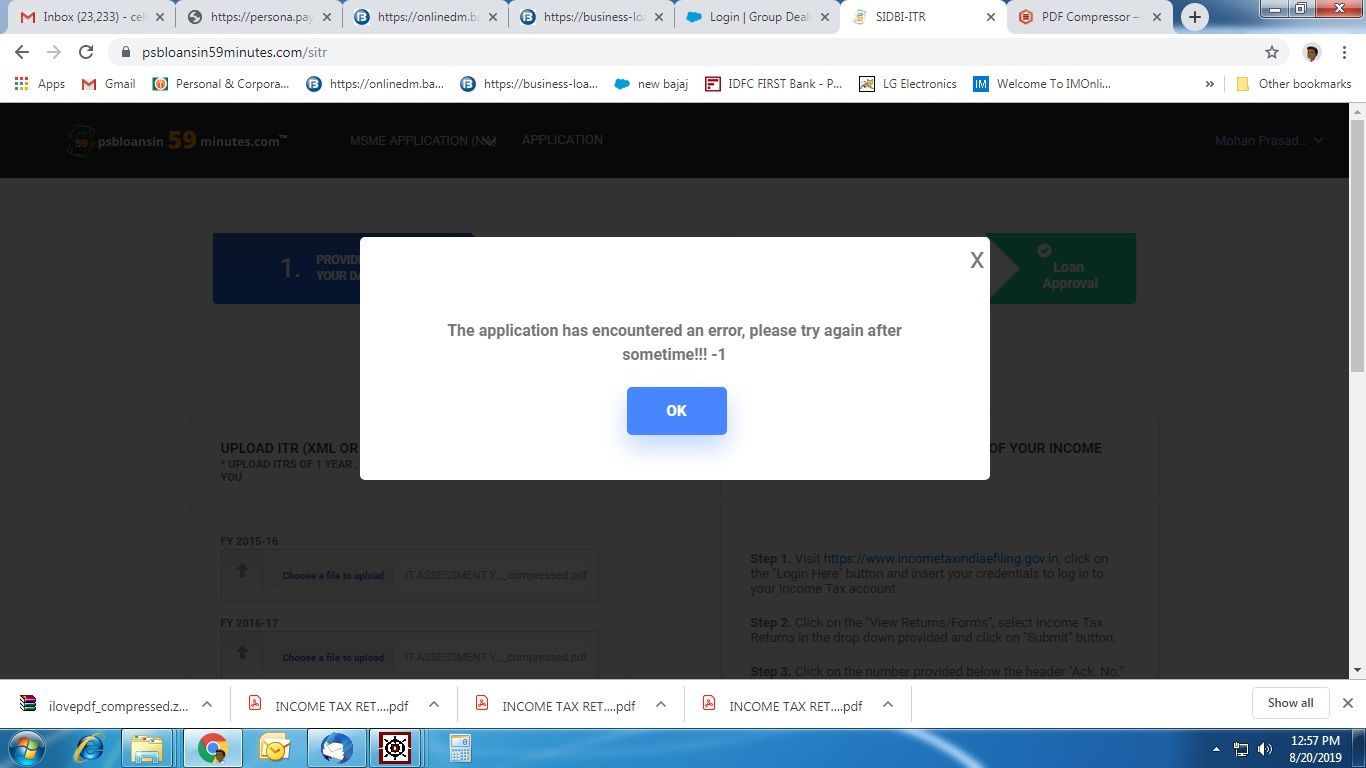 Inbox (23,233) - cell
https://persona.pay
https://onlinedm.ba
https://business-loa
Login | Group Deale
SIDBI-ITR
PDF Compressor –
psbloansin59minutes.com/sitr
Apps
Gmail
Personal & Corpora...
https://onlinedm.ba...
https://business-loa...
new bajaj
IDFC FIRST Bank - P...
LG Electronics
Welcome To IMOnli...
»
Other bookmarks
psbloansin 59 minutes.com™
MSME APPLICATION (N
APPLICATION
Mohan Prasad...
1.
PROVID
YOUR DA
Loan
Approval
X
The application has encountered an error, please try again after
sometime!!! -1
OK
UPLOAD ITR (XML OR
* UPLOAD ITRS OF 1 YEAR ,
YOU
OF YOUR INCOME
FY 2015-16
Choose a file to upload
IT ASSESSMENT Y..._compressed.pdf
FY 2016-17
Choose a file to upload
IT ASSESSMENT Y..._compressed.pdf
Step 1. Visit https://www.incometaxindiaefiling.gov.in, click on
the "Login Here" button and insert your credentials to log in to
your Income Tax account.
Step 2. Click on the "View Returns/Forms", select Income Tax
Returns in the drop down provided and click on "Submit" button.
Step 3. Click on the number provided below the header "Ack. No."
ilovepdf_compressed.z...
INCOME TAX RET....pdf
INCOME TAX RET....pdf
INCOME TAX RET....pdf
Show all
12:57 PM
8/20/2019